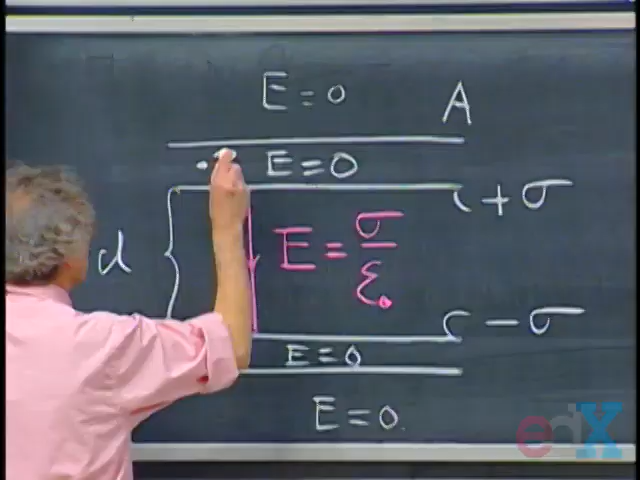 E = 0
A
E = 0
+ σ
d
E = σ/ε₀
- σ
E = 0
E = 0
edX